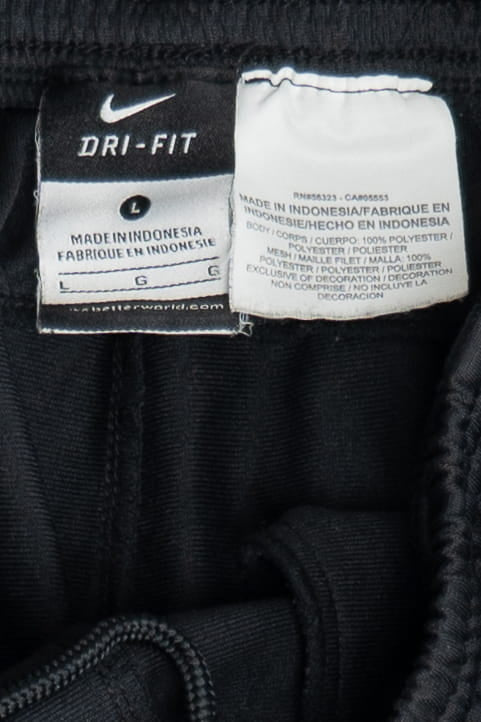 DRI-FIT
L
MADE IN INDONESIA
FABRIQUE EN INDONESIE
L G G
betterworld.com
RN#56323 - CA#05553
MADE IN INDONESIA/FABRIQUE EN
INDONESIE/HECHO EN INDONESIA
BODY / CORPS / CUERPO: 100% POLYESTER /
POLYESTER / POLIESTER
MESH / MAILLE FILET / MALLA: 100%
POLYESTER / POLYESTER / POLIESTER
EXCLUSIVE OF DECORATION / DECORATION
NON COMPRISE / NO INCLUYE LA
DECORACION